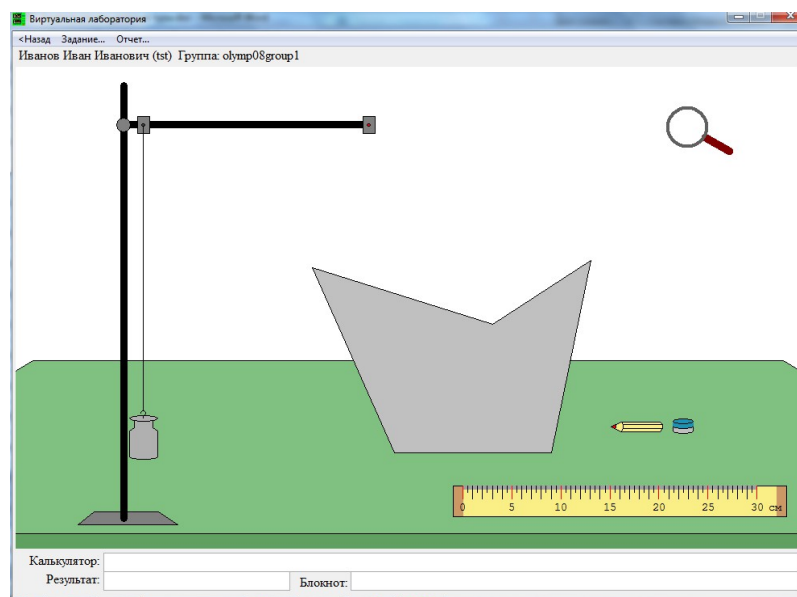 Виртуальная лаборатория
<Назад Задание... Отчет...
Иванов Иван Иванович (tst) Группа: olymp08group1
0 5 10 15 20 25 30 см
Калькулятор:
Результат: Блокнот: